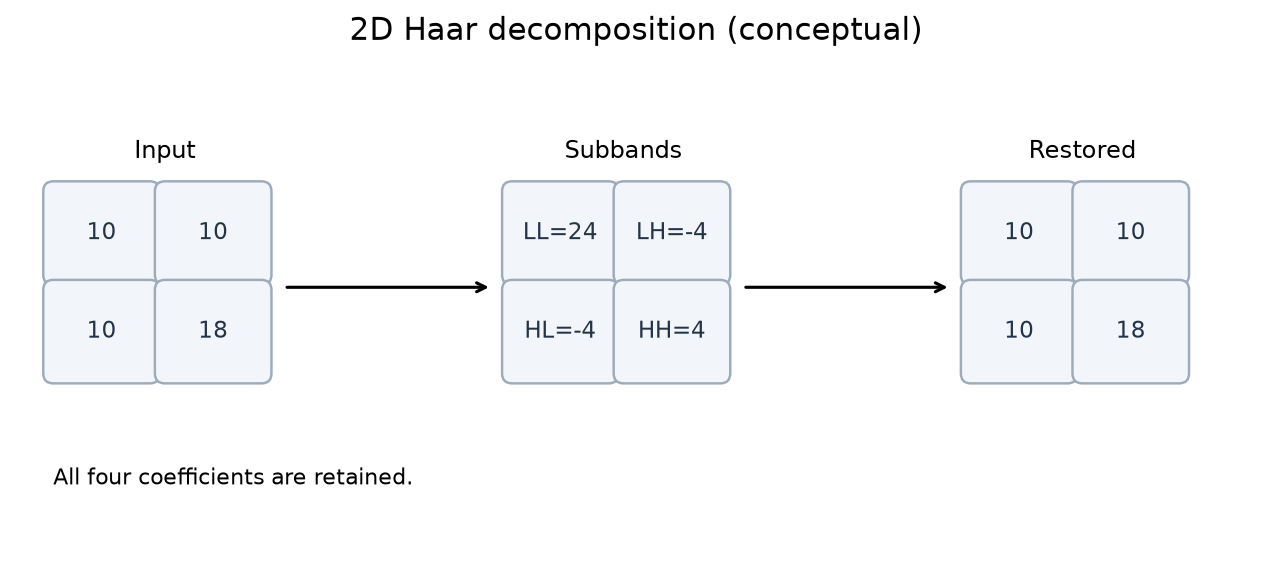 2D Haar decomposition (conceptual)
Input Subbands Restored
10 10 LL=24 LH=-4 10 10
10 18 HL=-4 HH=4 10 18
All four coefficients are retained.